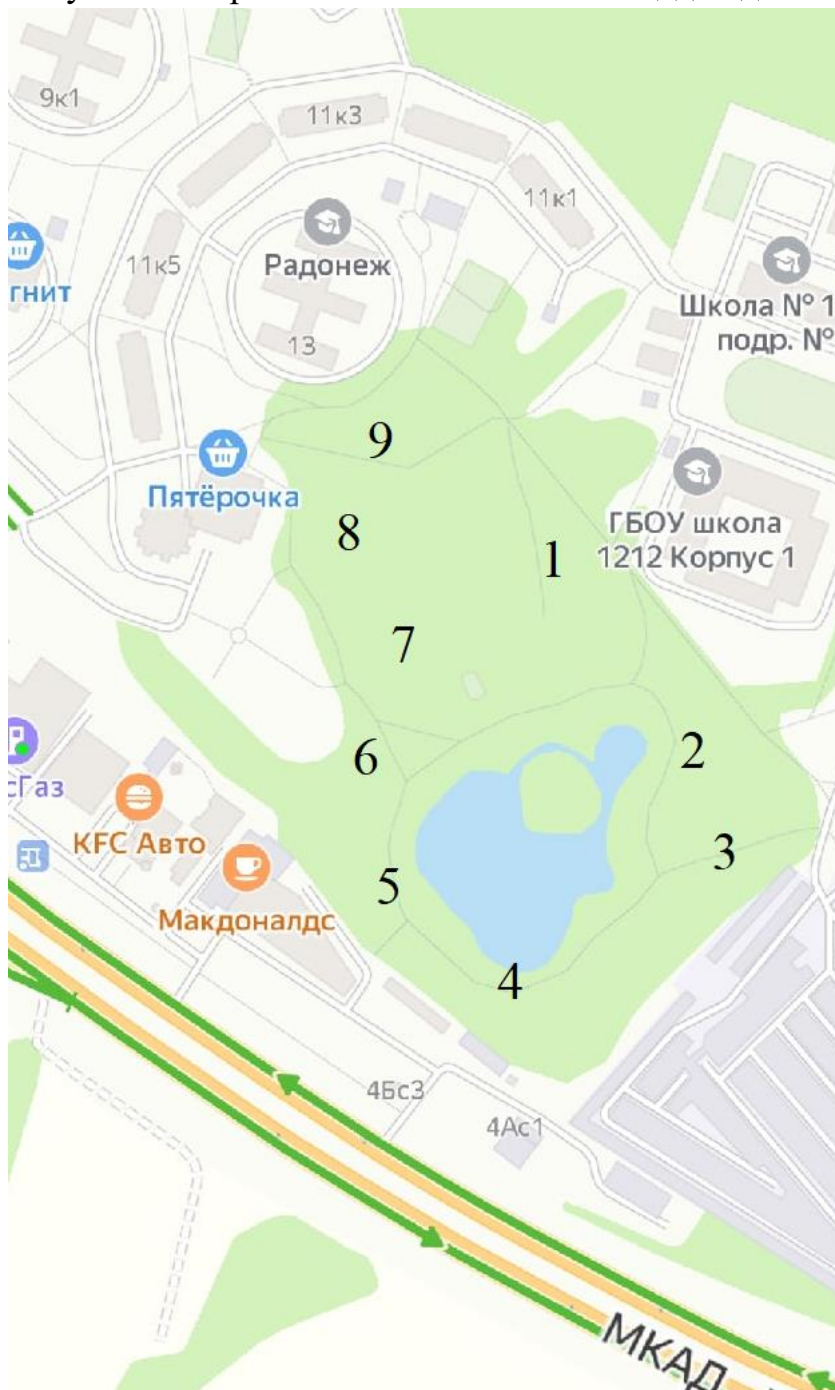 9к1
11к3
11к1
гнит
11к5
Радонеж
13
Школа № 1
подр. №
9
Пятёрочка
8
1
ГБОУ школа
1212 Корпус 1
7
6
2
сГаз
KFC Авто
3
5
Макдоналдс
4
4Бс3
4Ас1
МКАД